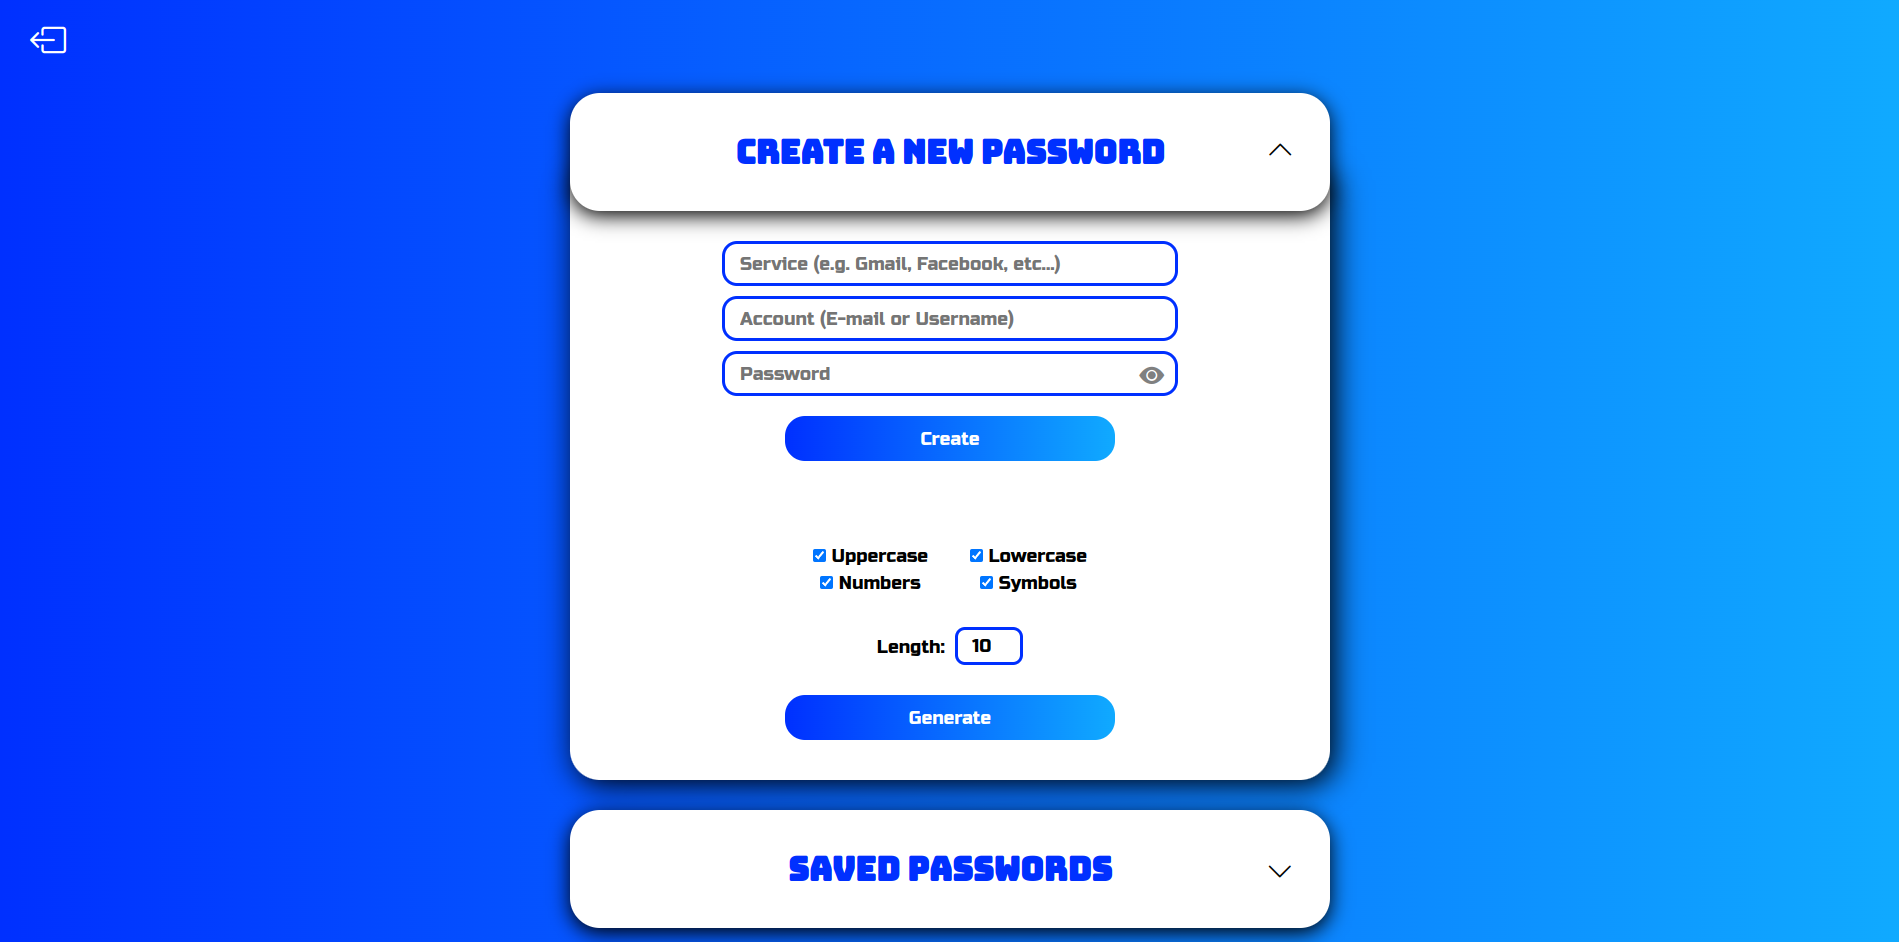 CREATE A NEW PASSWORD
Service (e.g. Gmail, Facebook, etc...)
Account (E-mail or Username)
Password
Create
Uppercase Lowercase
Numbers Symbols
Length: 10
Generate
SAVED PASSWORDS